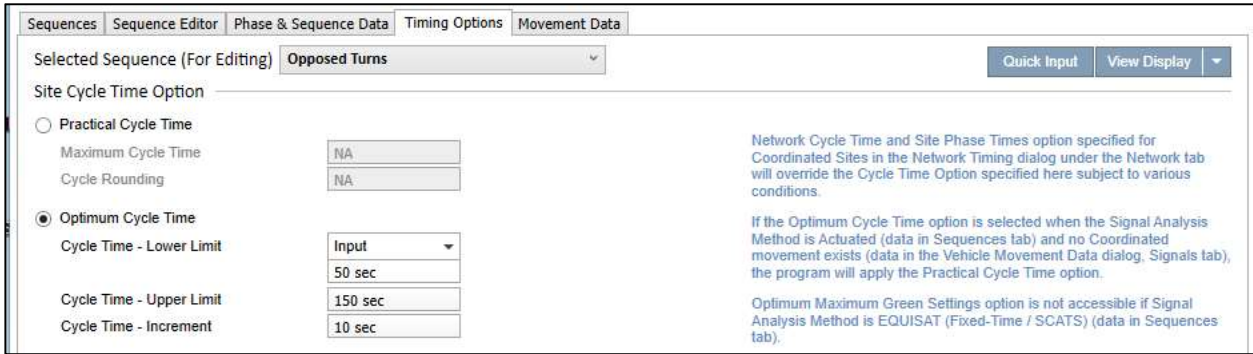 Sequences Sequence Editor Phase & Sequence Data Timing Options Movement Data
Selected Sequence (For Editing) Opposed Turns Quick Input View Display
Site Cycle Time Option
Practical Cycle Time
Maximum Cycle Time NA
Cycle Rounding NA
Optimum Cycle Time
Cycle Time - Lower Limit Input
50 sec
Cycle Time - Upper Limit 150 sec
Cycle Time - Increment 10 sec
Network Cycle Time and Site Phase Times option specified for
Coordinated Sites in the Network Timing dialog under the Network tab
will override the Cycle Time Option specified here subject to various
conditions.
If the Optimum Cycle Time option is selected when the Signal Analysis
Method is Actuated (data in Sequences tab) and no Coordinated
movement exists (data in the Vehicle Movement Data dialog, Signals tab),
the program will apply the Practical Cycle Time option.
Optimum Maximum Green Settings option is not accessible if Signal
Analysis Method is EQUISAT (Fixed-Time / SCATS) (data in Sequences
tab).